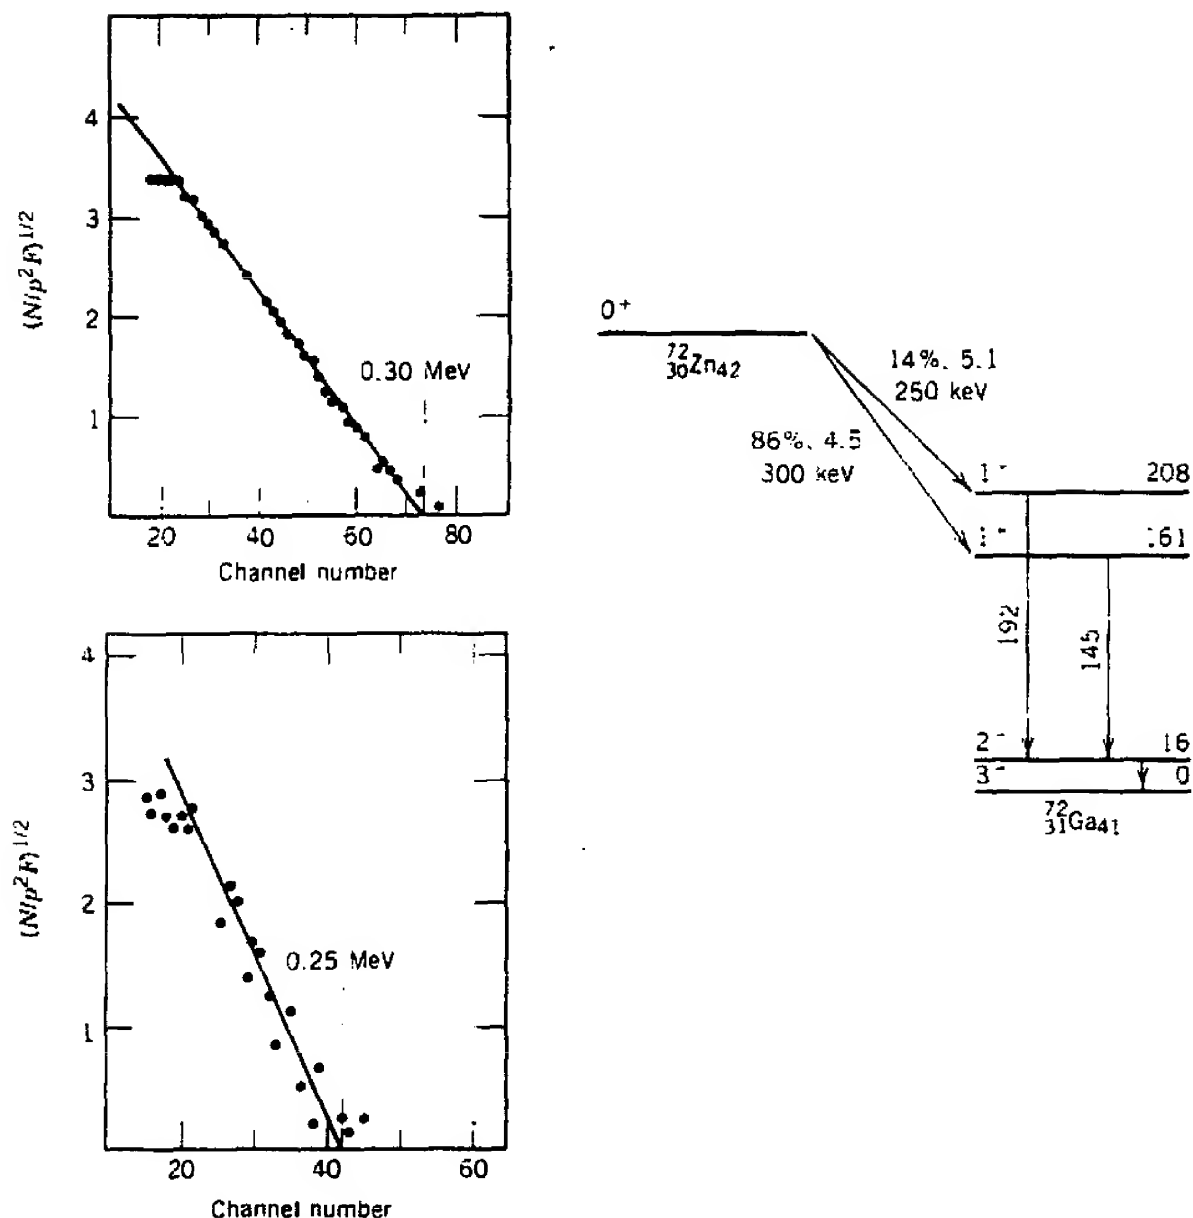 4
3
2
1
(N/p²F)^1/2
0.30 MeV
20 40 60 80
Channel number
4
3
2
1
(N/p²F)^1/2
0.25 MeV
20 40 60
Channel number
0⁺
⁷²₃₀Zn₄₂
14%, 5.1
250 keV
86%, 4.5
300 keV
208
161
192
145
2⁻ 16
3⁻ 0
⁷²₃₁Ga₄₁